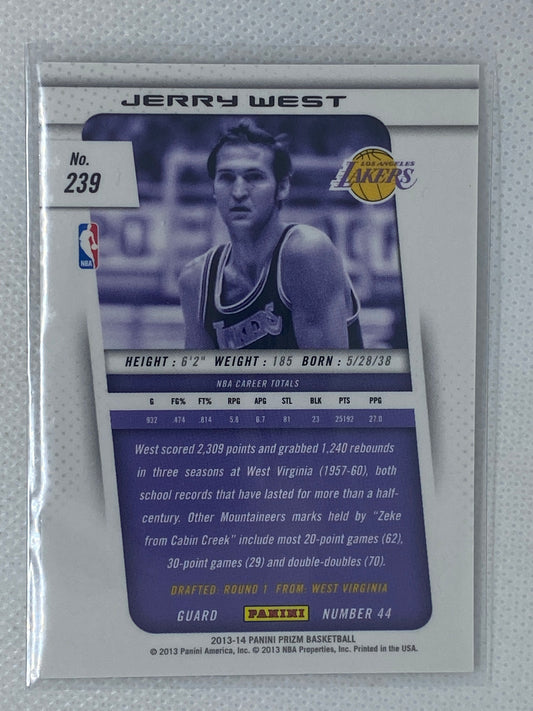 JERRY WEST
No.
239
LOS ANGELES
LAKERS
NBA
LAKERS
HEIGHT : 6'2" WEIGHT : 185 BORN : 5/28/38
NBA CAREER TOTALS
G FG% FT% RPG APG STL BLK PTS PPG
932 .474 .814 5.8 6.7 81 23 25192 27.0
West scored 2,309 points and grabbed 1,240 rebounds
in three seasons at West Virginia (1957-60), both
school records that have lasted for more than a half-
century. Other Mountaineers marks held by "Zeke
from Cabin Creek" include most 20-point games (62),
30-point games (29) and double-doubles (70).
DRAFTED: ROUND 1 FROM: WEST VIRGINIA
GUARD PANINI NUMBER 44
2013-14 PANINI PRIZM BASKETBALL
© 2013 Panini America, Inc. © 2013 NBA Properties, Inc. Printed in the USA.